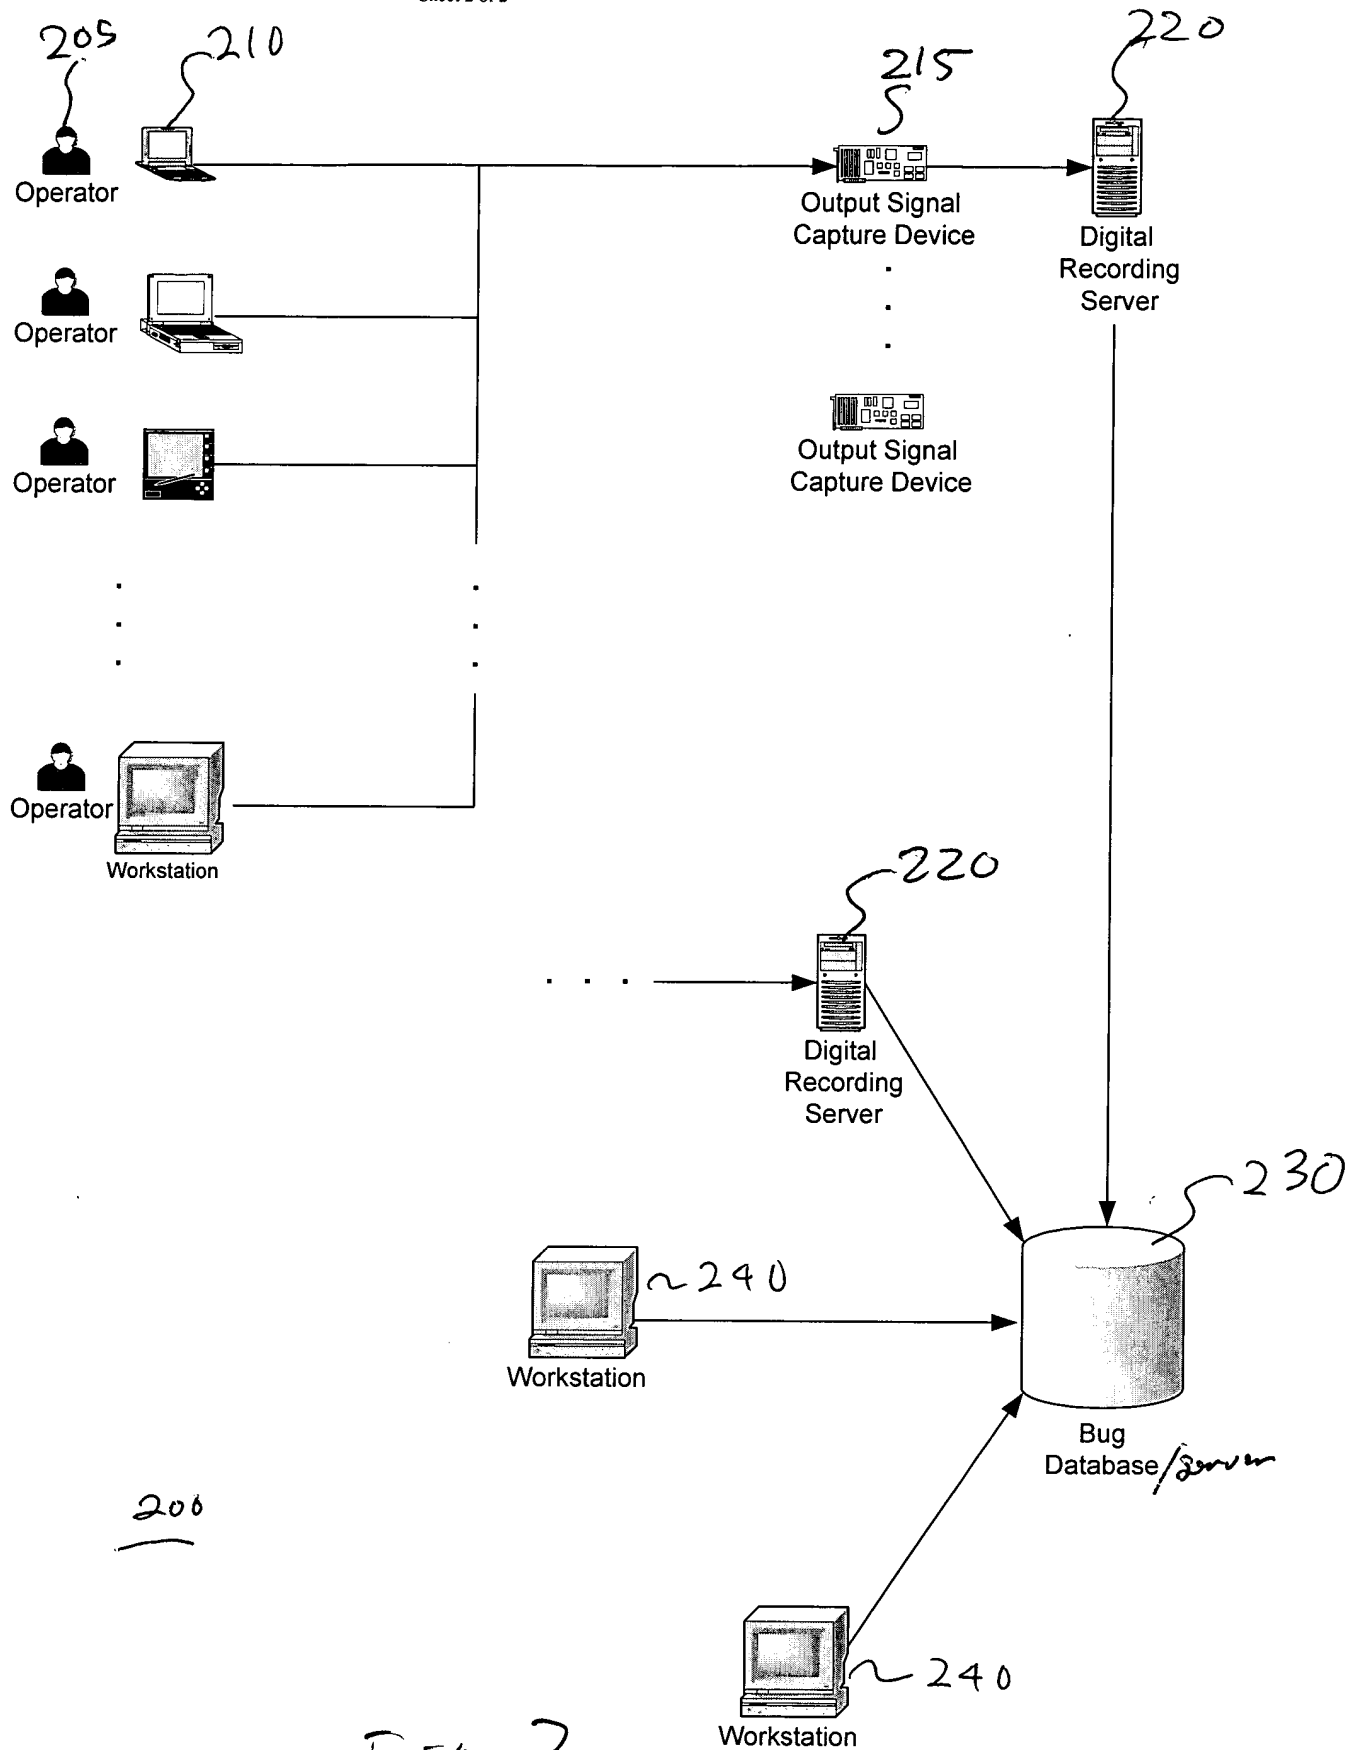 205
210
215
220
Operator
Output Signal
Capture Device
Digital
Recording
Server
Operator
Operator
Output Signal
Capture Device
Operator
Workstation
220
Digital
Recording
Server
230
240
Workstation
Bug
Database/server
200
240
Workstation